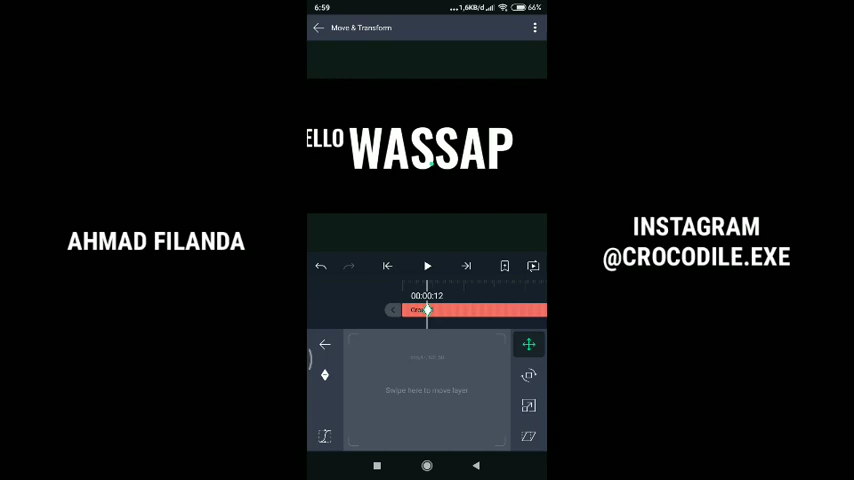 6:59
...1,6KB/d
66%
Move & Transform
ELLO WASSAP
AHMAD FILANDA
INSTAGRAM
@CROCODILE.EXE
00:00:12
Swipe here to move layer